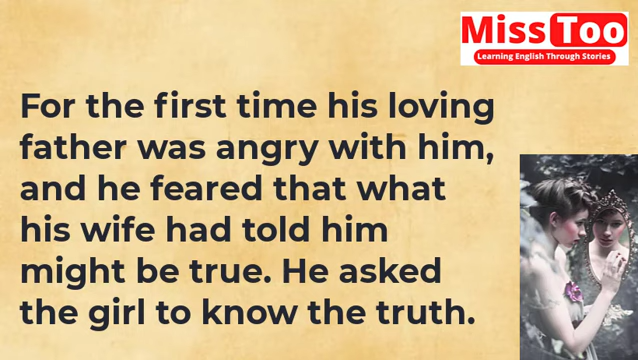 Miss Too
Learning English Through Stories
For the first time his loving
father was angry with him,
and he feared that what
his wife had told him
might be true. He asked
the girl to know the truth.